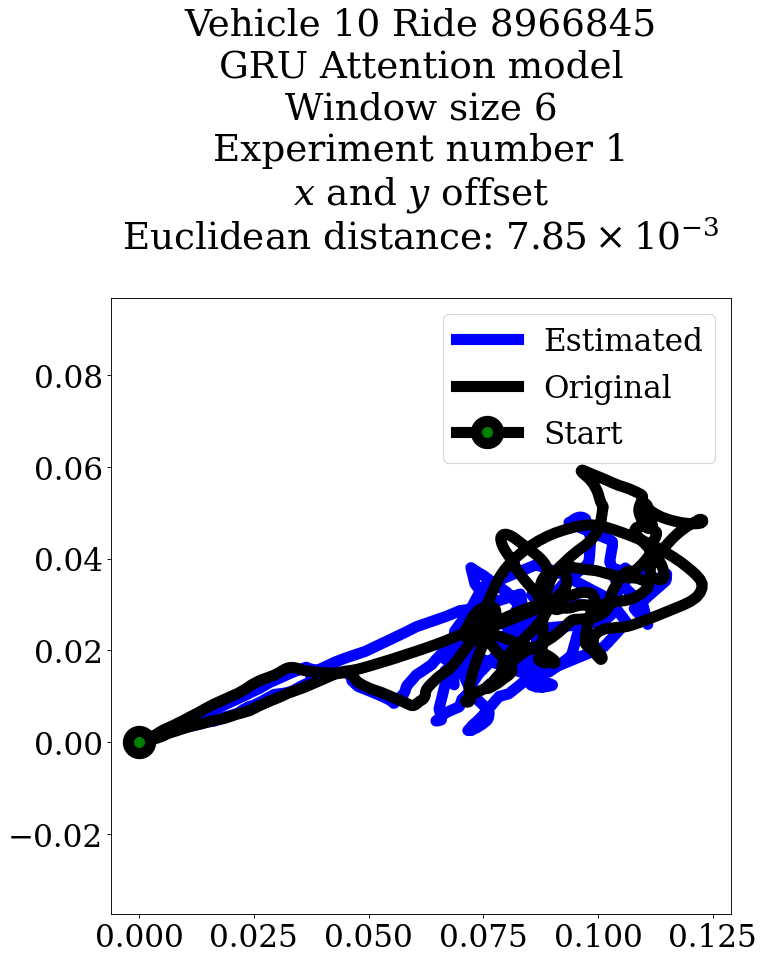 Vehicle 10 Ride 8966845
GRU Attention model
Window size 6
Experiment number 1
x and y offset
Euclidean distance: 7.85 × 10⁻³
Estimated
Original
Start
0.08
0.06
0.04
0.02
0.00
−0.02
0.000 0.025 0.050 0.075 0.100 0.125